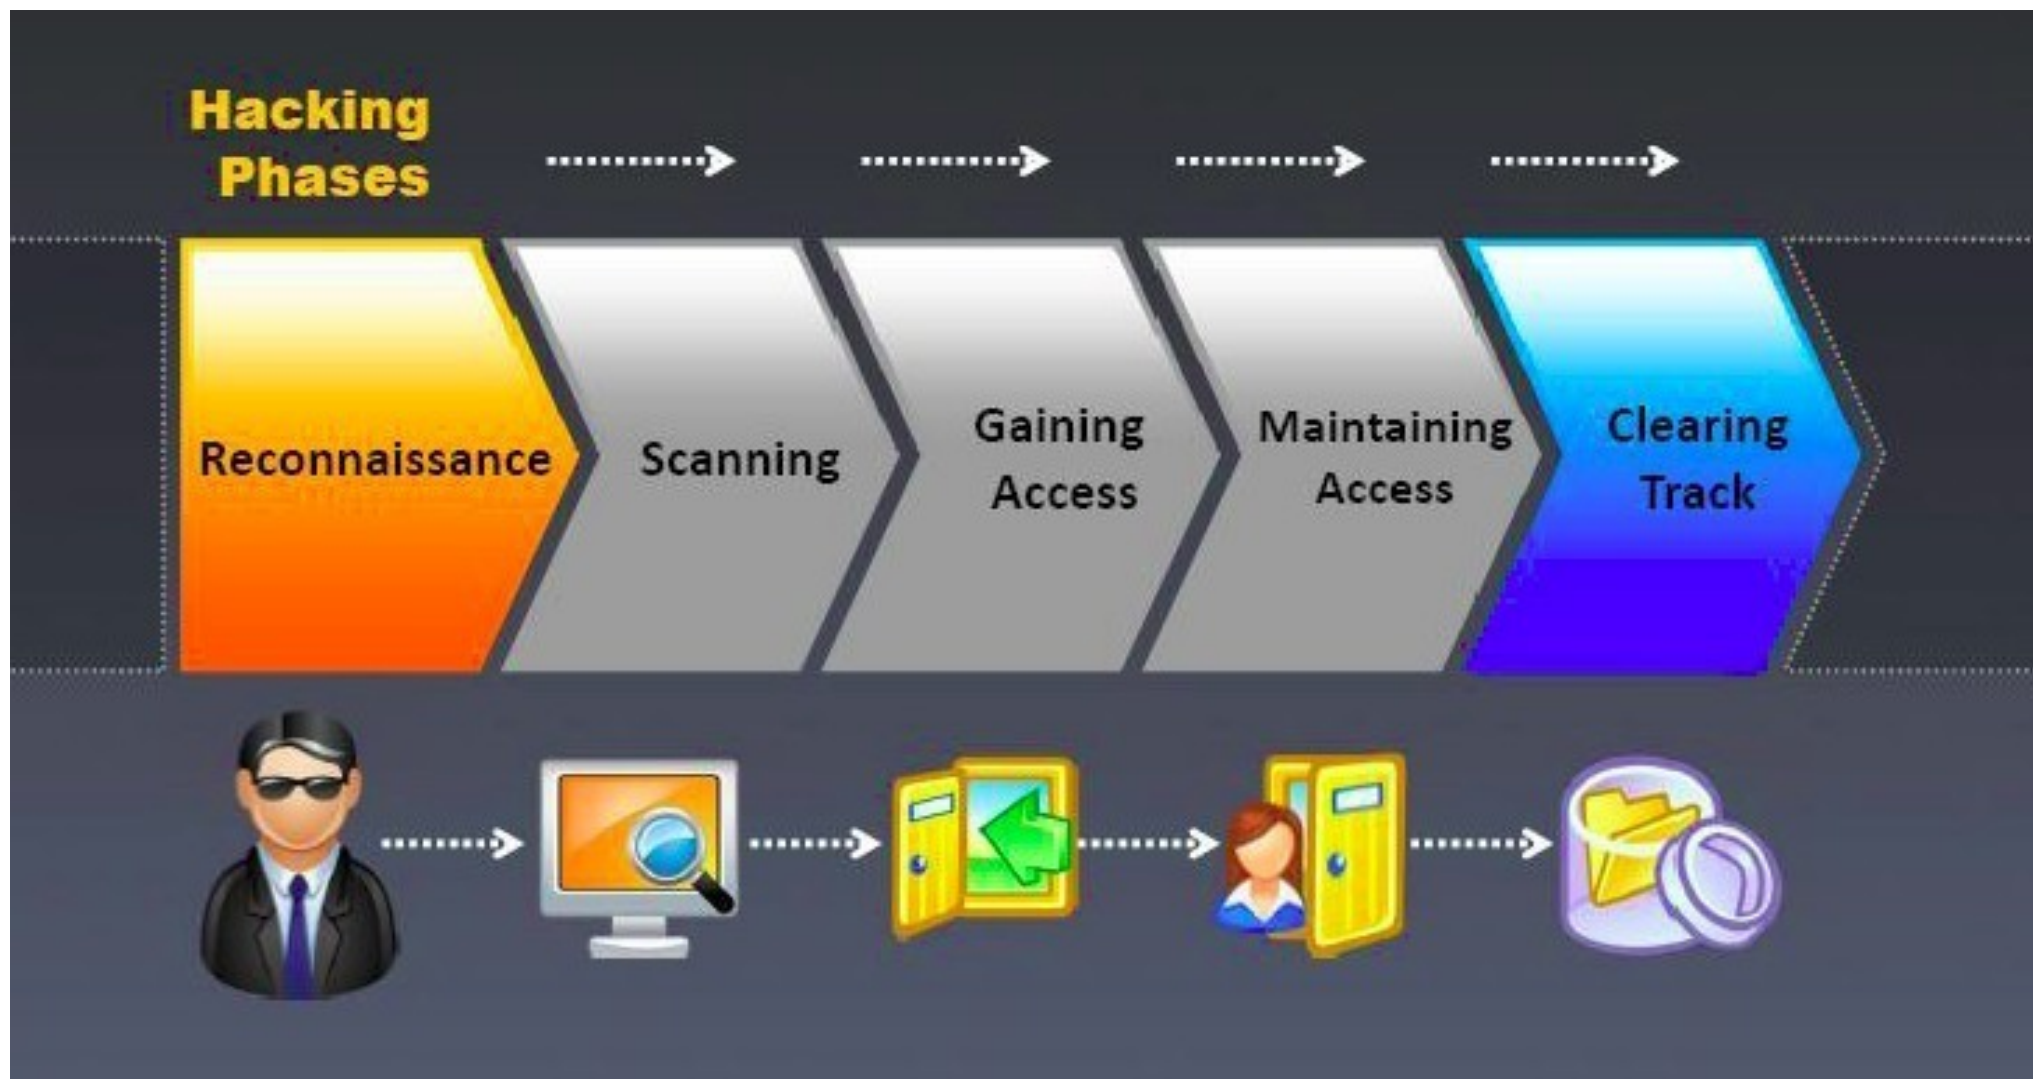 Hacking
Phases
Reconnaissance
Scanning
Gaining
Access
Maintaining
Access
Clearing
Track